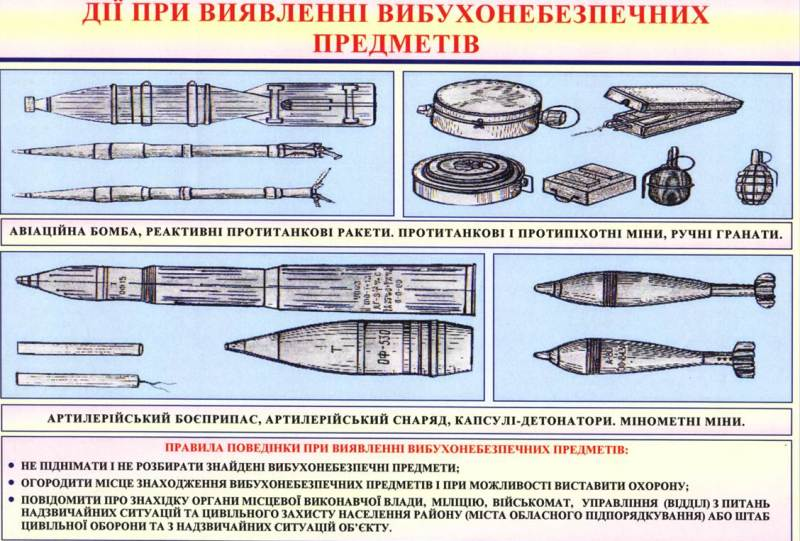 ДІЇ ПРИ ВИЯВЛЕННІ ВИБУХОНЕБЕЗПЕЧНИХ
ПРЕДМЕТІВ
АВІАЦІЙНА БОМБА, РЕАКТИВНІ ПРОТИТАНКОВІ РАКЕТИ. ПРОТИТАНКОВІ І ПРОТИПІХОТНІ МІНИ, РУЧНІ ГРАНАТИ.
Т
ОФ-530
АРТИЛЕРІЙСЬКИЙ БОЄПРИПАС, АРТИЛЕРІЙСЬКИЙ СНАРЯД, КАПСУЛІ-ДЕТОНАТОРИ. МІНОМЕТНІ МІНИ.
ПРАВИЛА ПОВЕДІНКИ ПРИ ВИЯВЛЕННІ ВИБУХОНЕБЕЗПЕЧНИХ ПРЕДМЕТІВ:
• НЕ ПІДНІМАТИ І НЕ РОЗБИРАТИ ЗНАЙДЕНІ ВИБУХОНЕБЕЗПЕЧНІ ПРЕДМЕТИ;
• ОГОРОДИТИ МІСЦЕ ЗНАХОДЖЕННЯ ВИБУХОНЕБЕЗПЕЧНИХ ПРЕДМЕТІВ І ПРИ МОЖЛИВОСТІ ВИСТАВИТИ ОХОРОНУ;
• ПОВІДОМИТИ ПРО ЗНАХІДКУ ОРГАНИ МІСЦЕВОЇ ВИКОНАВЧОЇ ВЛАДИ, МІЛІЦІЮ, ВІЙСЬКОМАТ, УПРАВЛІННЯ (ВІДДІЛ) З ПИТАНЬ
НАДЗВИЧАЙНИХ СИТУАЦІЙ ТА ЦИВІЛЬНОГО ЗАХИСТУ НАСЕЛЕННЯ РАЙОНУ (МІСТА ОБЛАСНОГО ПІДПОРЯДКУВАННЯ) АБО ШТАБ
ЦИВІЛЬНОЇ ОБОРОНИ ТА З НАДЗВИЧАЙНИХ СИТУАЦІЙ ОБ'ЄКТУ.